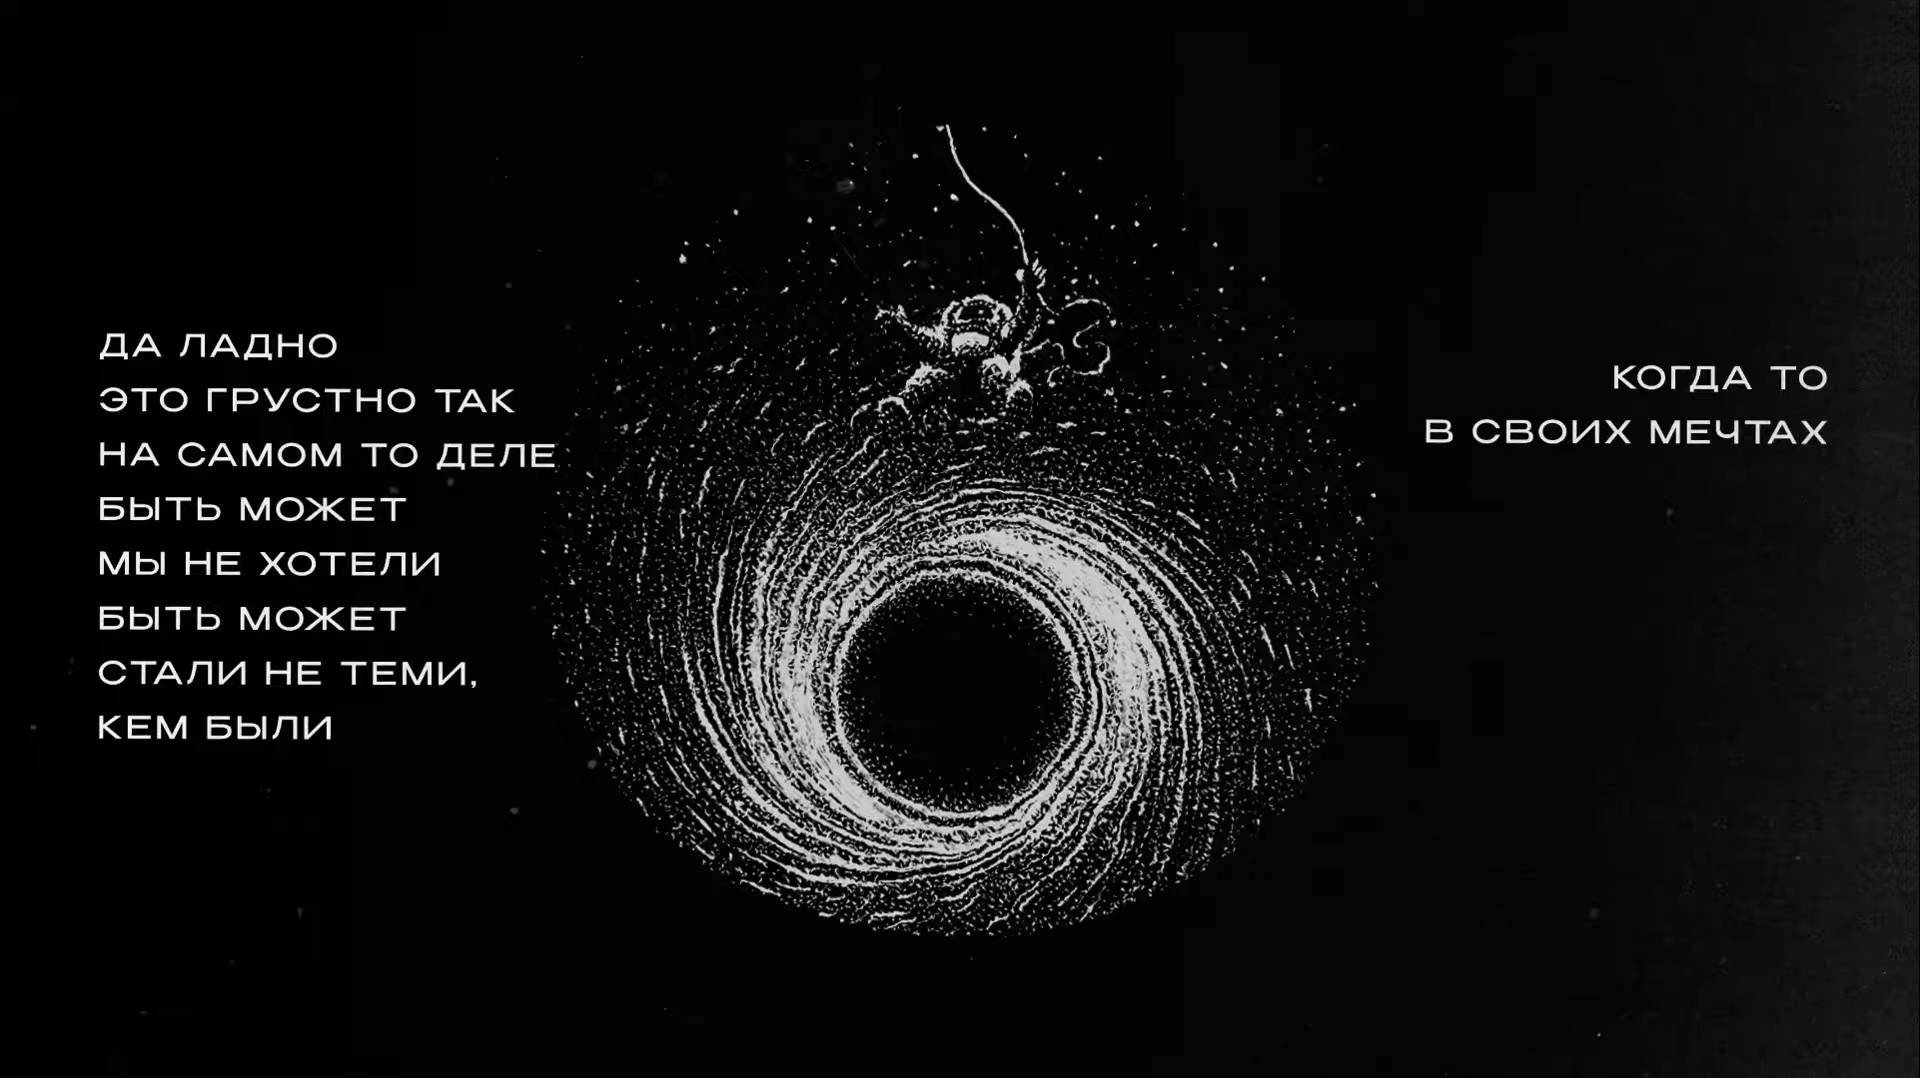 ДА ЛАДНО
ЭТО ГРУСТНО ТАК
НА САМОМ ТО ДЕЛЕ
БЫТЬ МОЖЕТ
МЫ НЕ ХОТЕЛИ
БЫТЬ МОЖЕТ
СТАЛИ НЕ ТЕМИ,
КЕМ БЫЛИ
КОГДА ТО
В СВОИХ МЕЧТАХ